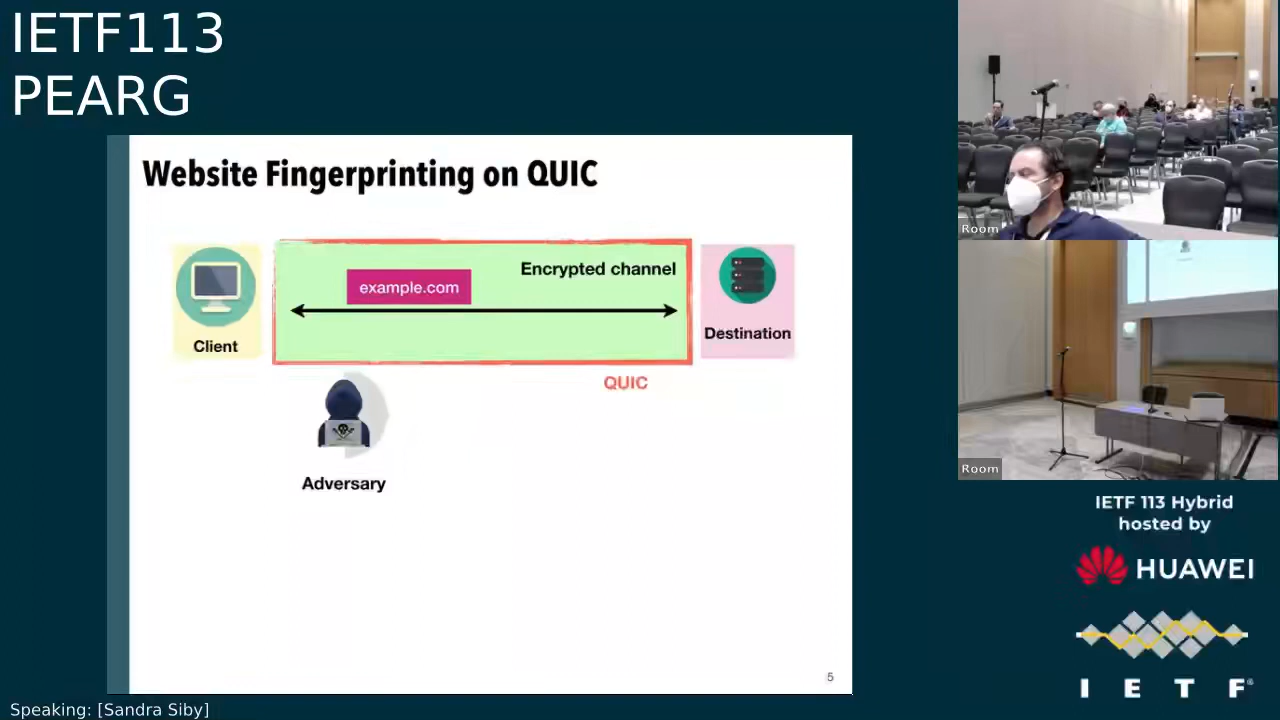 IETF113
PEARG
Website Fingerprinting on QUIC
Encrypted channel
example.com
Client
Destination
QUIC
Adversary
5
Room
Room
IETF 113 Hybrid
hosted by
HUAWEI
I E T F®
Speaking: [Sandra Siby]